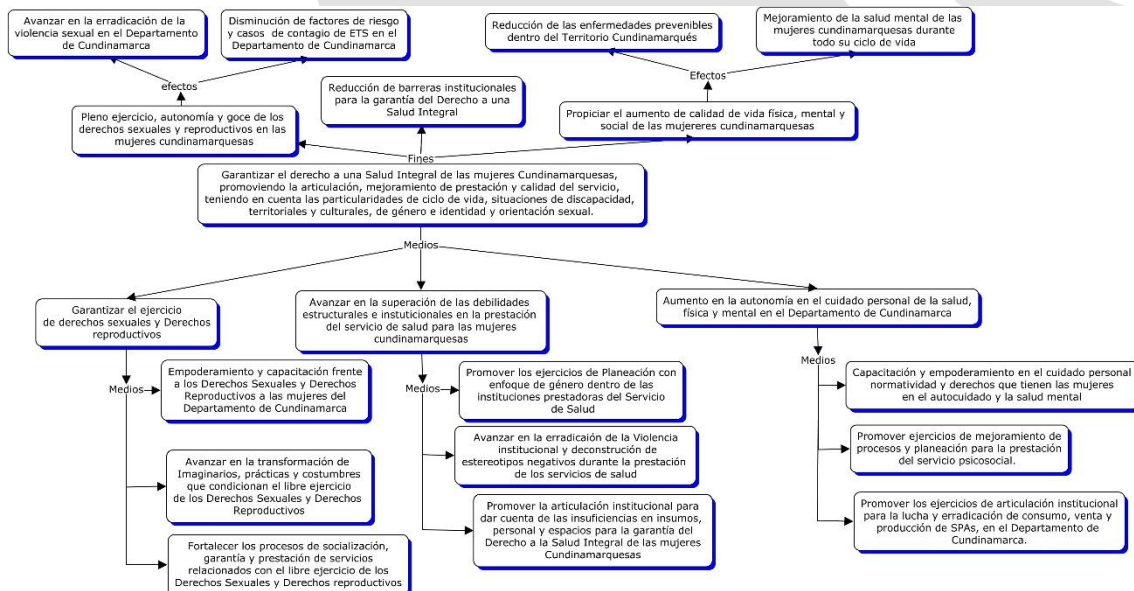 Avanzar en la erradicación de la
violencia sexual en el Departamento
de Cundinamarca
Disminución de factores de riesgo
y casos de contagio de ETS en el
Departamento de Cundinamarca
Reducción de las enfermedades prevenibles
dentro del Territorio Cundinamarqués
Mejoramiento de la salud mental de las
mujeres cundinamarquesas durante
todo su ciclo de vida
efectos
Efectos
Pleno ejercicio, autonomía y goce de los
derechos sexuales y reproductivos en las
mujeres cundinamarquesas
Reducción de barreras institucionales
para la garantía del Derecho a una
Salud Integral
Propiciar el aumento de calidad de vida física, mental y
social de las mujereres cundinamarquesas
Fines
Garantizar el derecho a una Salud Integral de las mujeres Cundinamarquesas,
promoviendo la articulación, mejoramiento de prestación y calidad del servicio,
teniendo en cuenta las particularidades de ciclo de vida, situaciones de discapacidad,
territoriales y culturales, de género e identidad y orientación sexual.
Medios
Garantizar el ejercicio
de derechos sexuales y Derechos
reproductivos
Avanzar en la superación de las debilidades
estructurales e instuticionales en la prestación
del servicio de salud para las mujeres
cundinamarquesas
Aumento en la autonomía en el cuidado personal de la salud,
física y mental en el Departamento de Cundinamarca
Medios
Empoderamiento y capacitación frente
a los Derechos Sexuales y Derechos
Reproductivos a las mujeres del
Departamento de Cundinamarca
Avanzar en la transformación de
Imaginarios, prácticas y costumbres
que condicionan el libre ejercicio
de los Derechos Sexuales y Derechos
Reproductivos
Fortalecer los procesos de socialización,
garantía y prestación de servicios
relacionados con el libre ejercicio de los
Derechos Sexuales y Derechos reproductivos
Medios
Promover los ejercicios de Planeación con
enfoque de género dentro de las
instituciones prestadoras del Servicio
de Salud
Avanzar en la erradicación de la Violencia
institucional y deconstrución de
estereotipos negativos durante la prestación
de los servicios de salud
Promover la articulación institucional para
dar cuenta de las insuficiencias en insumos,
personal y espacios para la garantía del
Derecho a la Salud Integral de las mujeres
Cundinamarquesas
Medios
Capacitación y empoderamiento en el cuidado personal
normatividad y derechos que tienen las mujeres
en el autocuidado y la salud mental
Promover ejercicios de mejoramiento de
procesos y planeación para la prestación
del servicio psicosocial.
Promover los ejercicios de articulación institucional
para la lucha y erradicación de consumo, venta y
producción de SPAs, en el Departamento de
Cundinamarca.